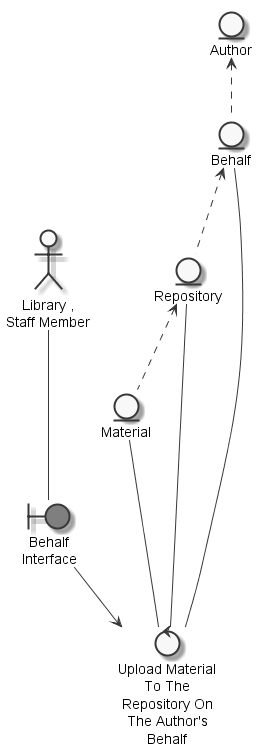 Author
Behalf
Library ,
Staff Member
Repository
Material
Behalf
Interface
Upload Material
To The
Repository On
The Author's
Behalf